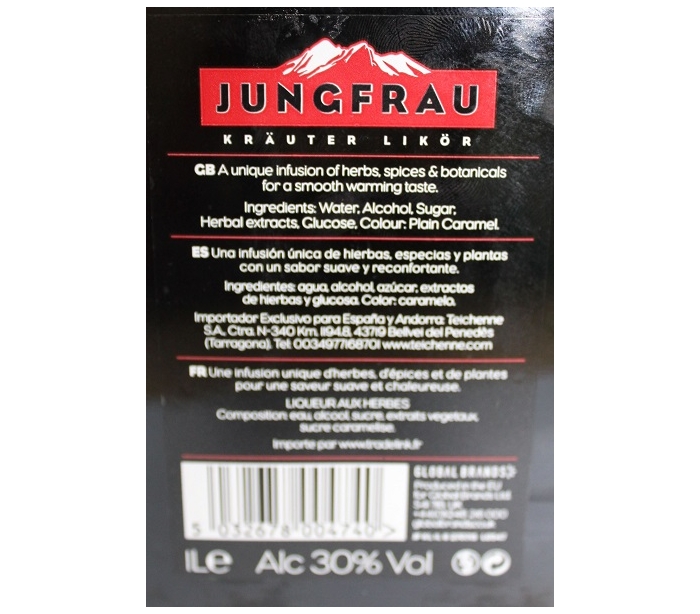 JUNGFRAU
KRÄUTER LIKÖR
GB A unique infusion of herbs, spices & botanicals
for a smooth warming taste.
Ingredients: Water, Alcohol, Sugar,
Herbal extracts, Glucose, Colour: Plain Caramel.
ES Una infusión única de hierbas, especias y plantas
con un sabor suave y reconfortante.
Ingredientes: agua, alcohol, azúcar, extractos
de hierbas y glucosa. Color: caramelo.
Importador Exclusivo para España y Andorra: Teichenne
S.A. Ctra. N-340 Km. 1194.8, 43719 Bellvei del Penedès
(Tarragona). Tel: 0034977168701 www.teichenne.com
FR Une infusion unique d'herbes, d'épices et de plantes
pour une saveur suave et chaleureuse.
LIQUEUR AUX HERBES
Composition: eau, alcool, sucre, extraits vegetaux,
sucre caramelise.
Importe par www.tradelink.fr
GLOBAL BRANDS
Produced in the EU
for Global Brands Ltd
5 032678 004740 >
1L e Alc 30% Vol